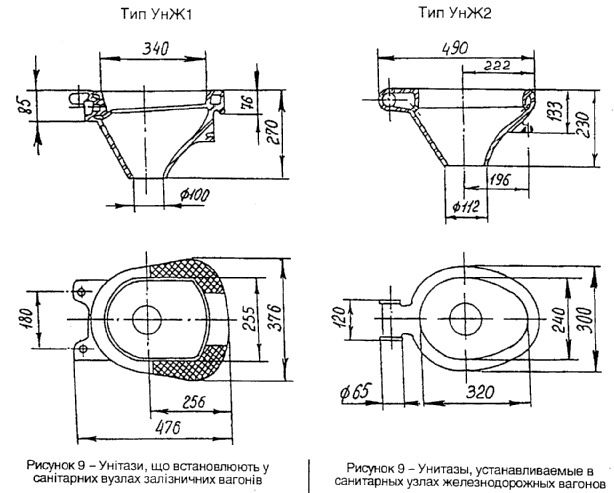 Тип УнЖ1
Тип УнЖ2
340
85
76
270
ф100
490
222
133
230
196
ф112
180
255
376
256
476
120
240
300
ф65
320
Рисунок 9 – Унітази, що встановлюють у
санітарних вузлах залізничних вагонів
Рисунок 9 – Унитазы, устанавливаемые в
санитарных узлах железнодорожных вагонов